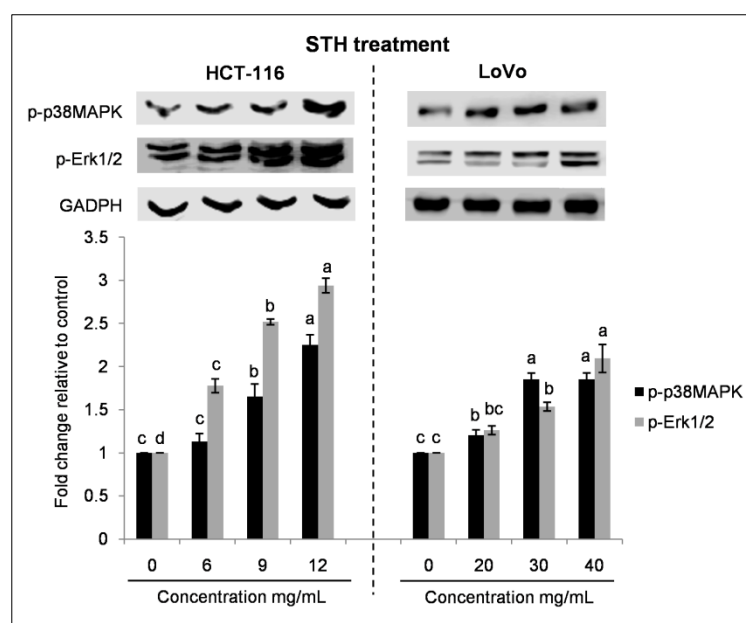 STH treatment
HCT-116 LoVo
p-p38MAPK
p-Erk1/2
GADPH
3.5
3
2.5
2
1.5
1
0.5
0
Fold change relative to control
c d c c b b a a
c c b bc a b a a
p-p38MAPK
p-Erk1/2
0 6 9 12 0 20 30 40
Concentration mg/mL Concentration mg/mL